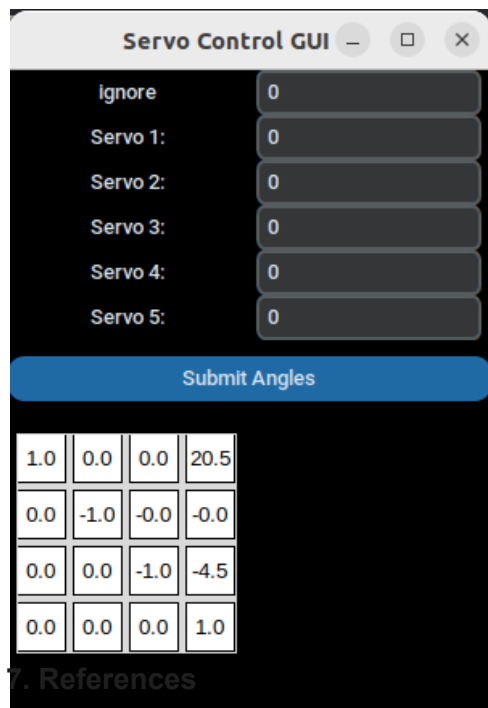 Servo Control GUI
ignore 0
Servo 1: 0
Servo 2: 0
Servo 3: 0
Servo 4: 0
Servo 5: 0
Submit Angles
1.0 0.0 0.0 20.5
0.0 -1.0 -0.0 -0.0
0.0 0.0 -1.0 -4.5
0.0 0.0 0.0 1.0
7. References